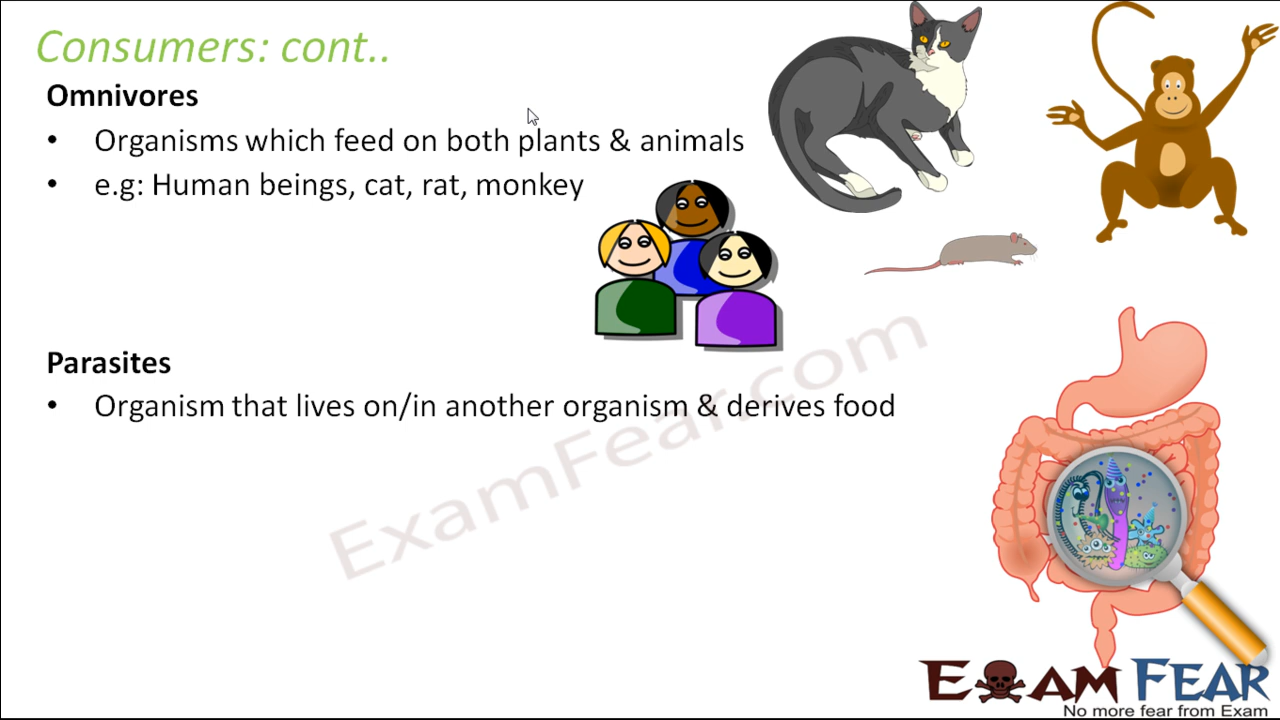 Consumers: cont..
Omnivores
• Organisms which feed on both plants & animals
• e.g: Human beings, cat, rat, monkey
Parasites
• Organism that lives on/in another organism & derives food
ExamFear.com
EXAM FEAR
No more fear from Exam